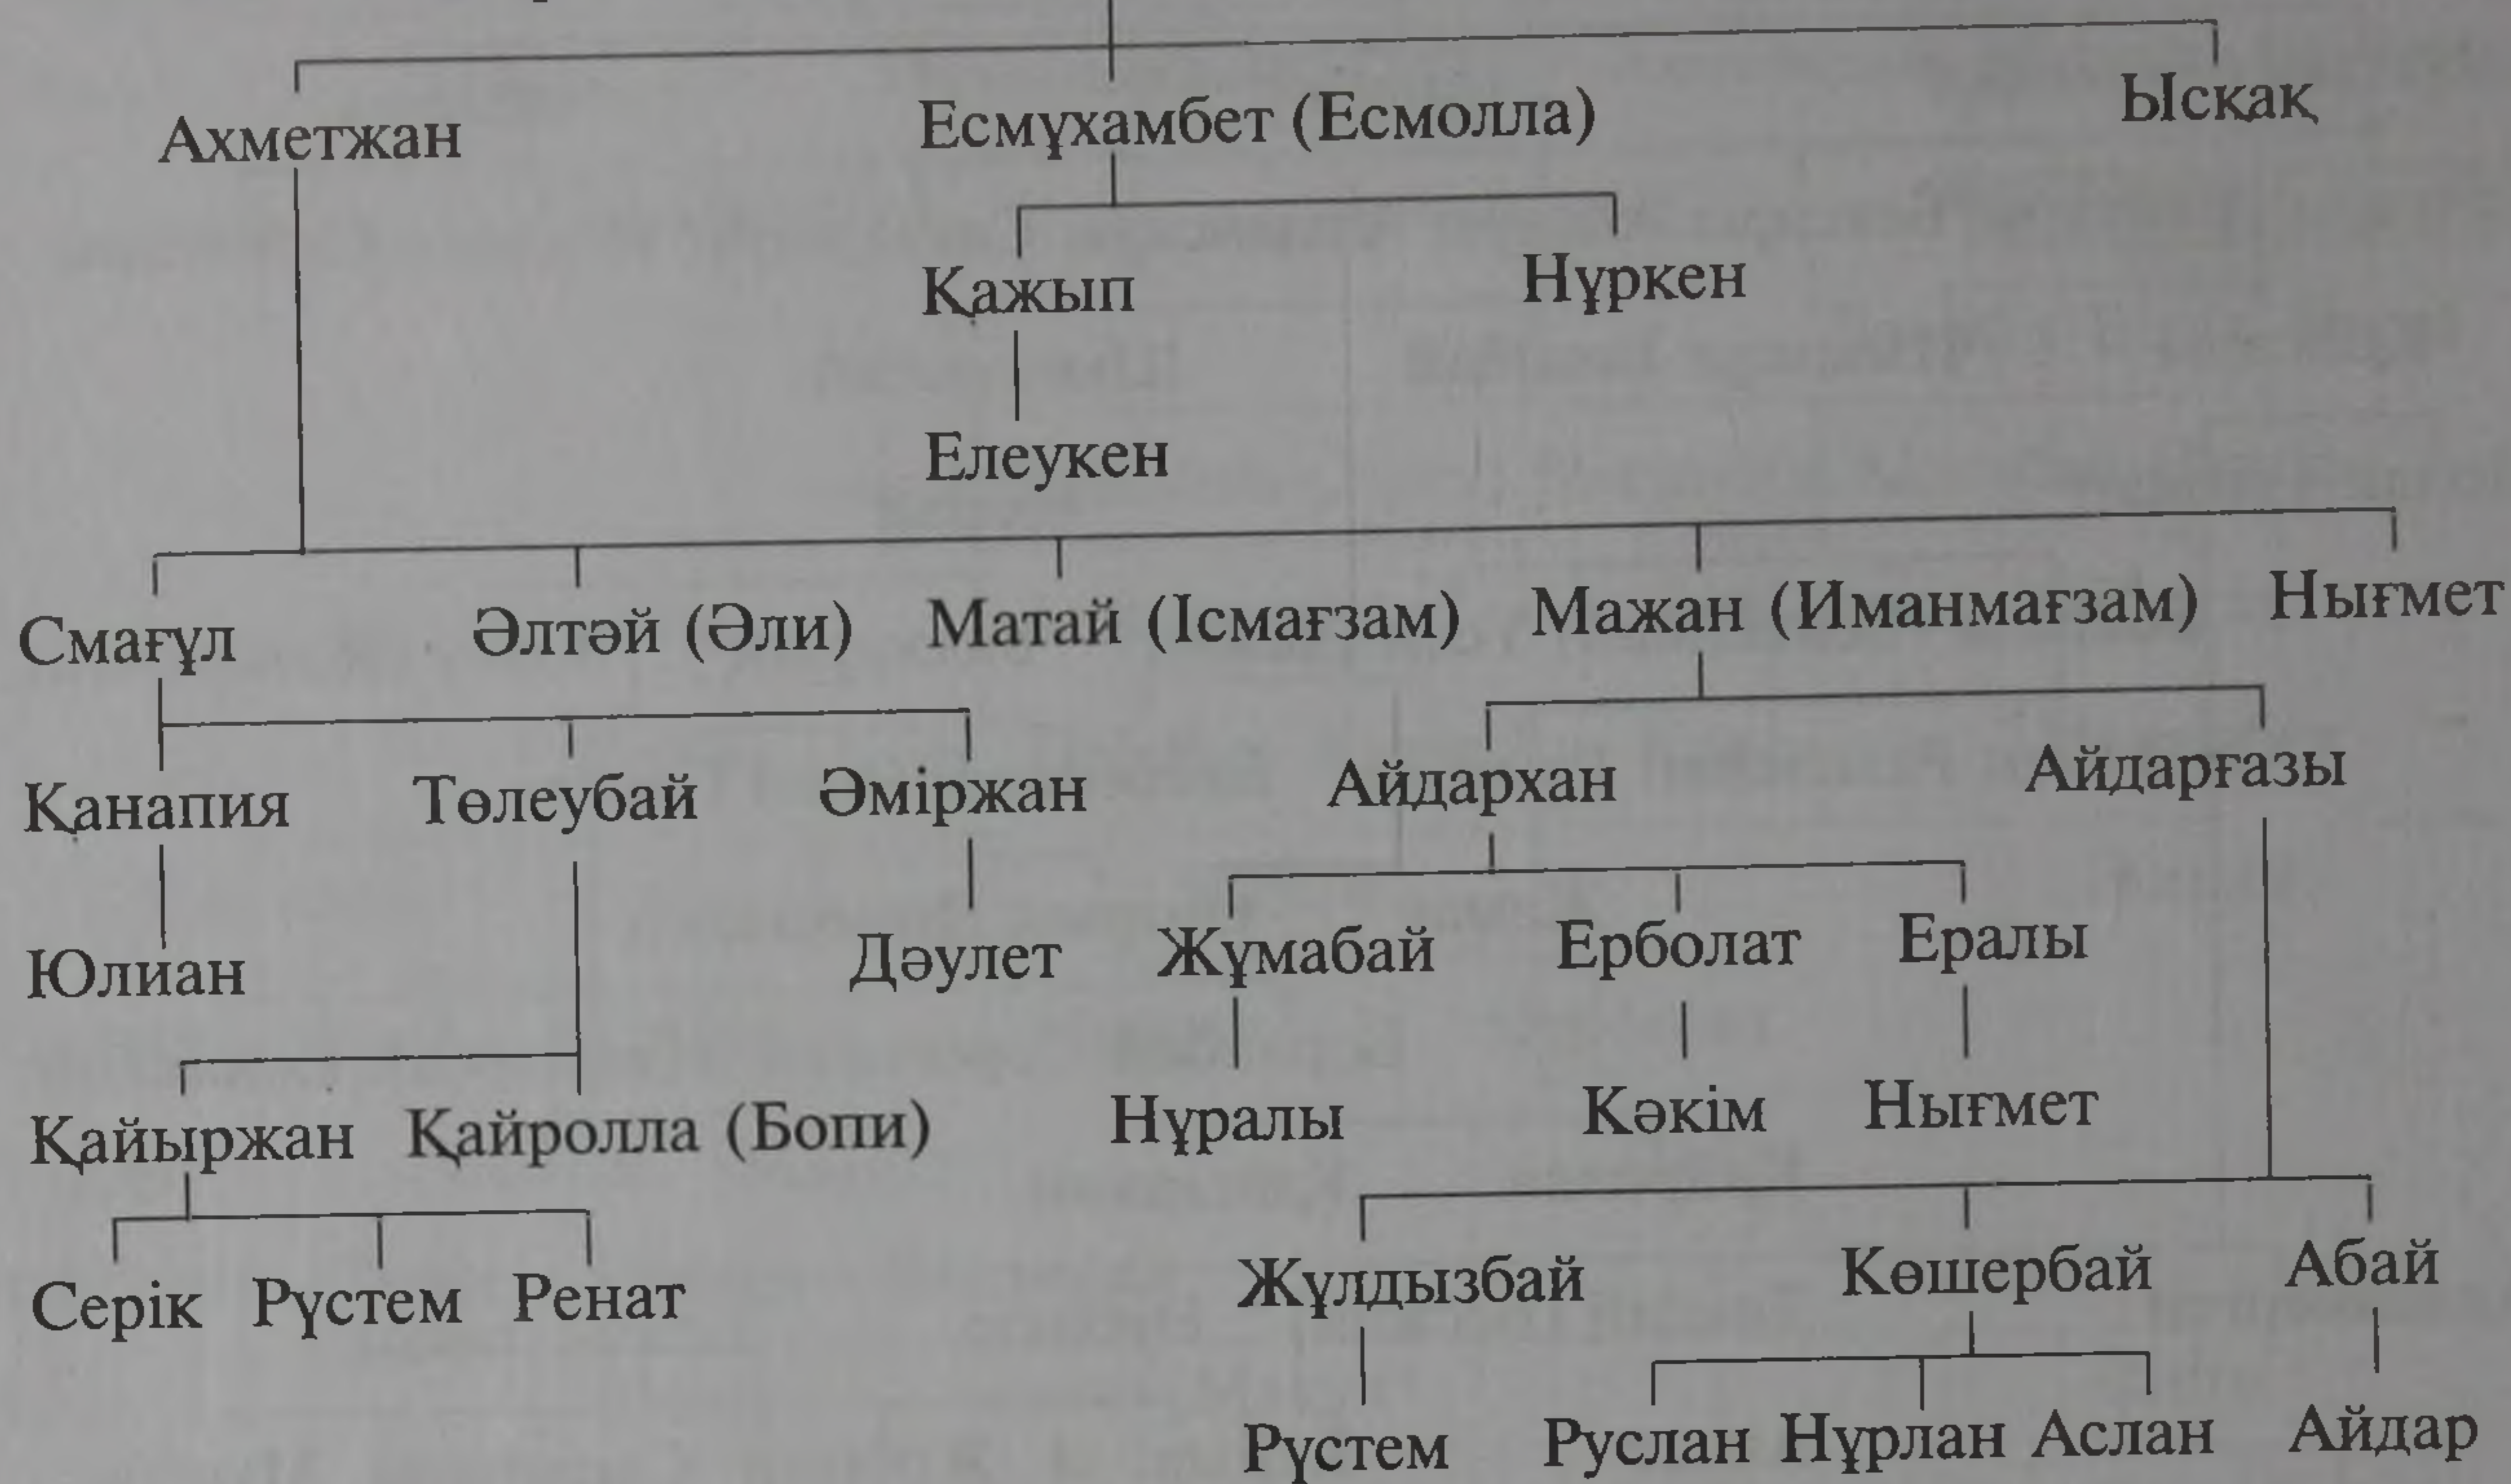 Ахметжан Есмұхамбет (Есмолла) Ысқақ
Қажып Нұркен
Елеукен
Смағұл Әлтәй (Әли) Матай (Ісмағзам) Мажан (Иманмағзам) Нығмет
Қанапия Төлеубай Әміржан Айдархан Айдарғазы
Юлиан Дәулет Жұмабай Ерболат Ералы
Қайыржан Қайролла (Бопи) Нұралы Кәкім Нығмет
Серік Рүстем Ренат Жұлдызбай Көшербай Абай
Рүстем Руслан Нұрлан Аслан Айдар